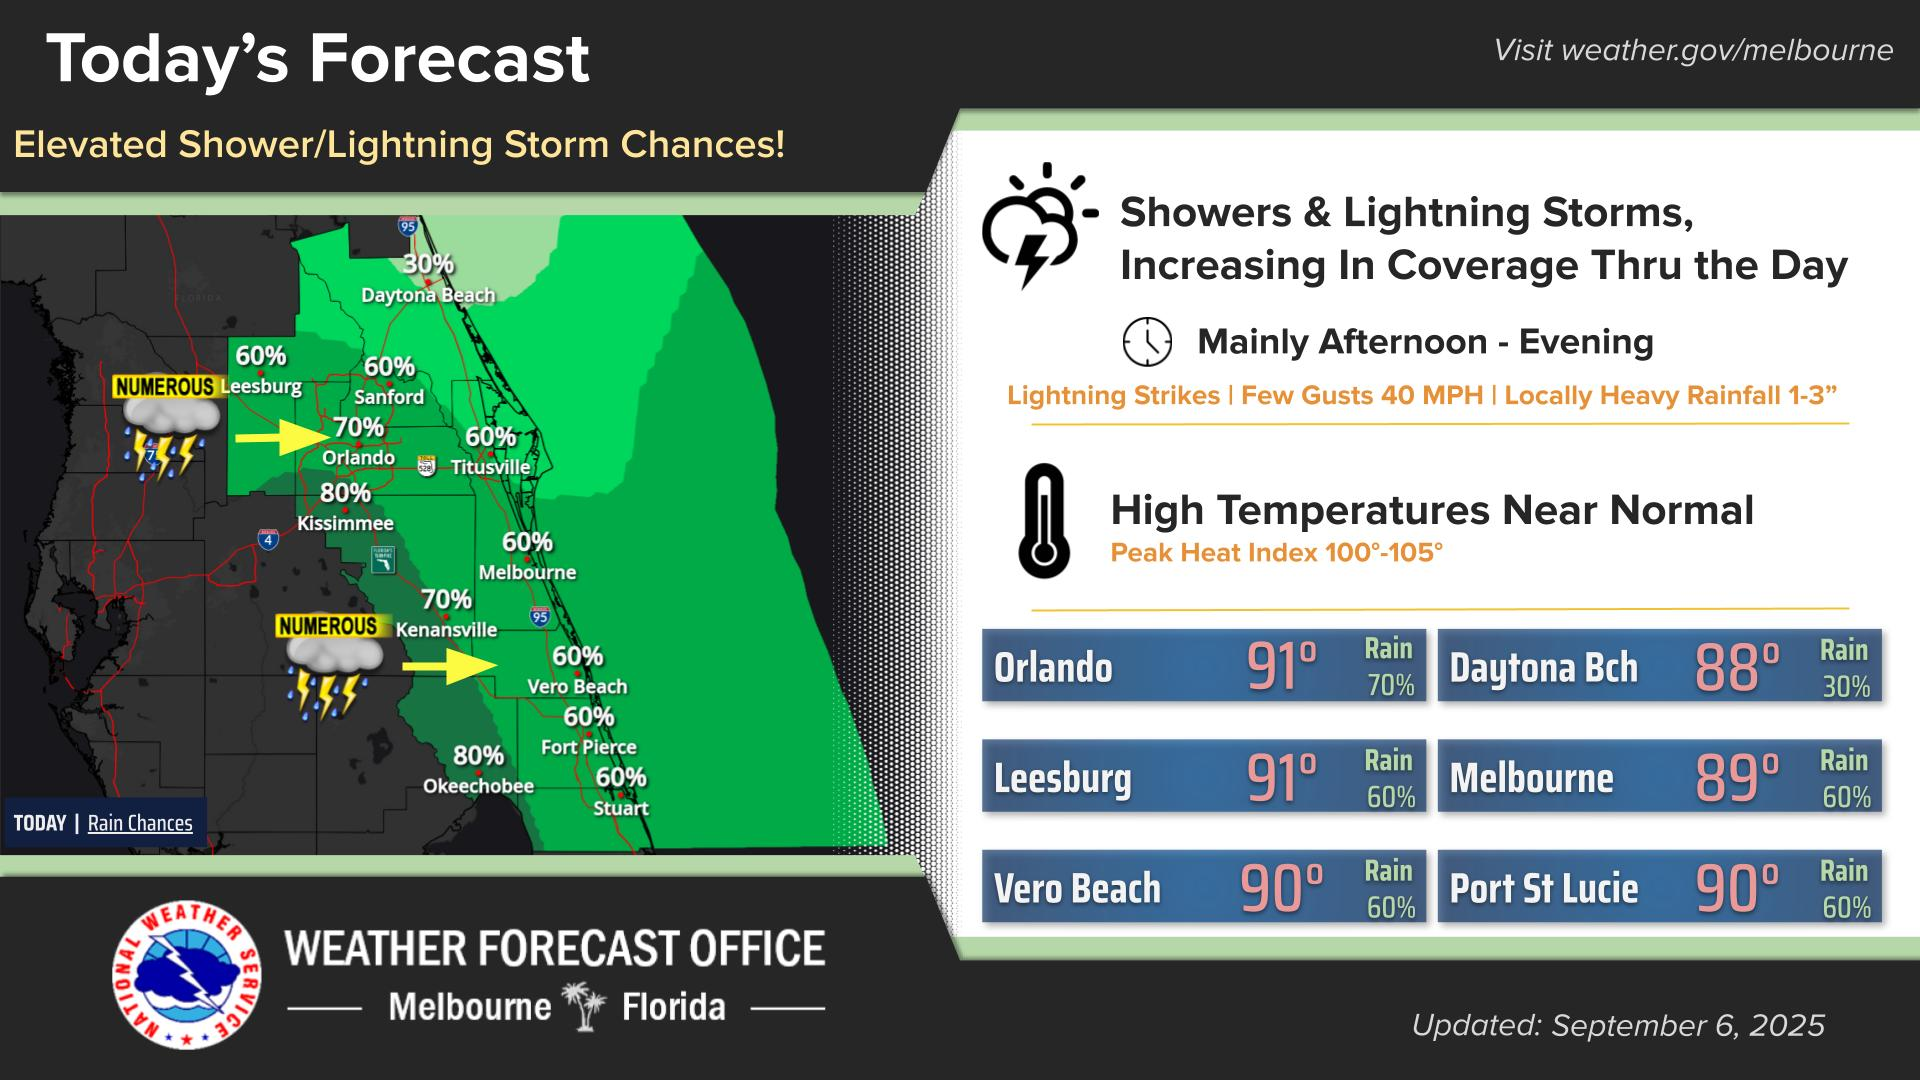 Today's Forecast
Visit weather.gov/melbourne
Elevated Shower/Lightning Storm Chances!
95
30%
Daytona Beach
FLORIDA
60%
Leesburg
60%
Sanford
NUMEROUS
70%
Orlando
60%
Titusville
TOLL
528
80%
Kissimmee
4
60%
Melbourne
70%
Kenansville
95
NUMEROUS
60%
Vero Beach
60%
Fort Pierce
80%
Okeechobee
60%
Stuart
TODAY | Rain Chances
Showers & Lightning Storms,
Increasing In Coverage Thru the Day
Mainly Afternoon - Evening
Lightning Strikes | Few Gusts 40 MPH | Locally Heavy Rainfall 1-3”
High Temperatures Near Normal
Peak Heat Index 100°-105°
Orlando 91° Rain 70%
Daytona Bch 88° Rain 30%
Leesburg 91° Rain 60%
Melbourne 89° Rain 60%
Vero Beach 90° Rain 60%
Port St Lucie 90° Rain 60%
NATIONAL WEATHER SERVICE
WEATHER FORECAST OFFICE
Melbourne Florida
Updated: September 6, 2025